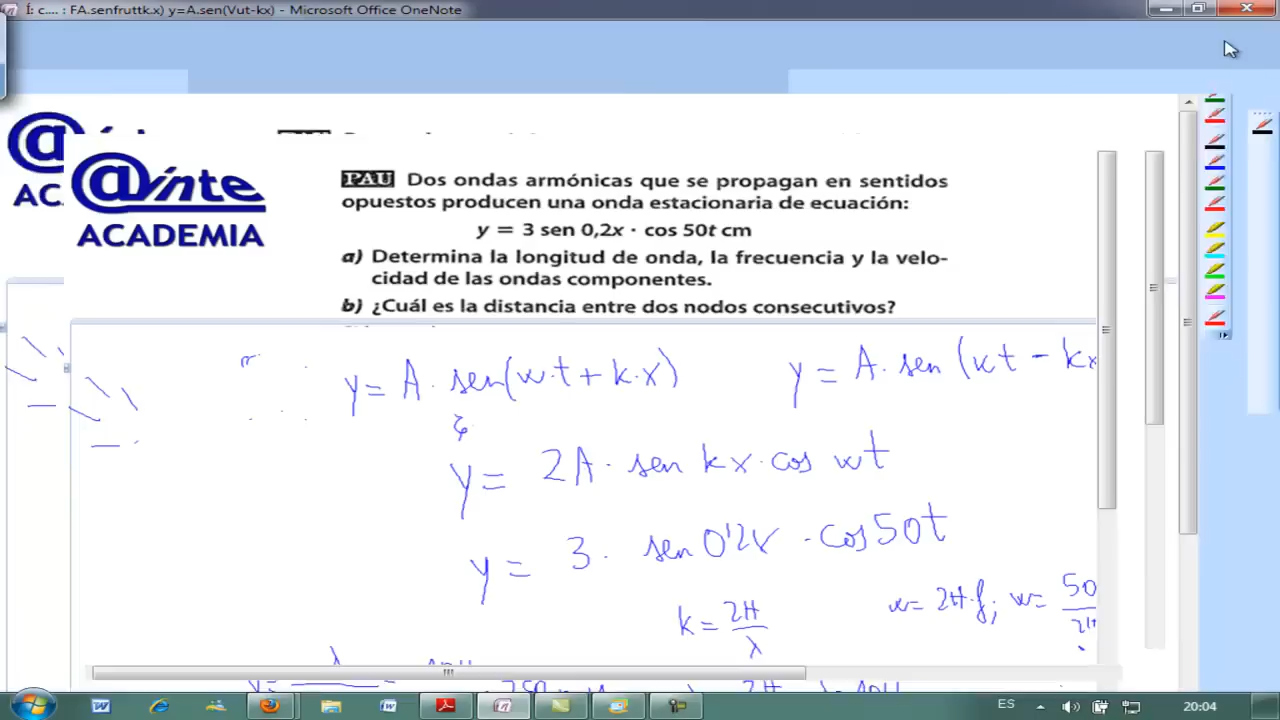 Í: c.... : FA.senfruttk.x) y=A.sen(Vut-kx) - Microsoft Office OneNote
@ AC
@ínte
ACADEMIA
PAU Dos ondas armónicas que se propagan en sentidos
opuestos producen una onda estacionaria de ecuación:
y = 3 sen 0,2x · cos 50t cm
a) Determina la longitud de onda, la frecuencia y la velo-
cidad de las ondas componentes.
b) ¿Cuál es la distancia entre dos nodos consecutivos?
y = A · sen(w·t + k·x)
y = A · sen (wt - kx
y = 2A · sen kx · cos wt
y = 3 · sen 0'2x · cos 50t
k = 2π/λ
w = 2π·f; w = 50/2π
ES
20:04